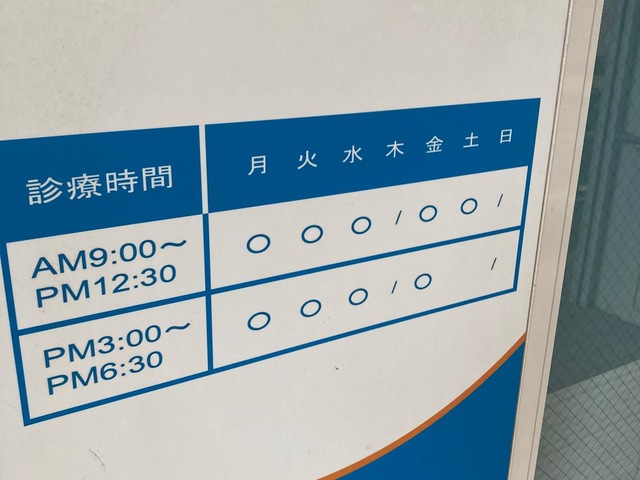 診療時間 月 火 水 木 金 土 日
AM9:00〜
PM12:30 ○ ○ ○ / ○ ○ /
PM3:00〜
PM6:30 ○ ○ ○ / ○ /